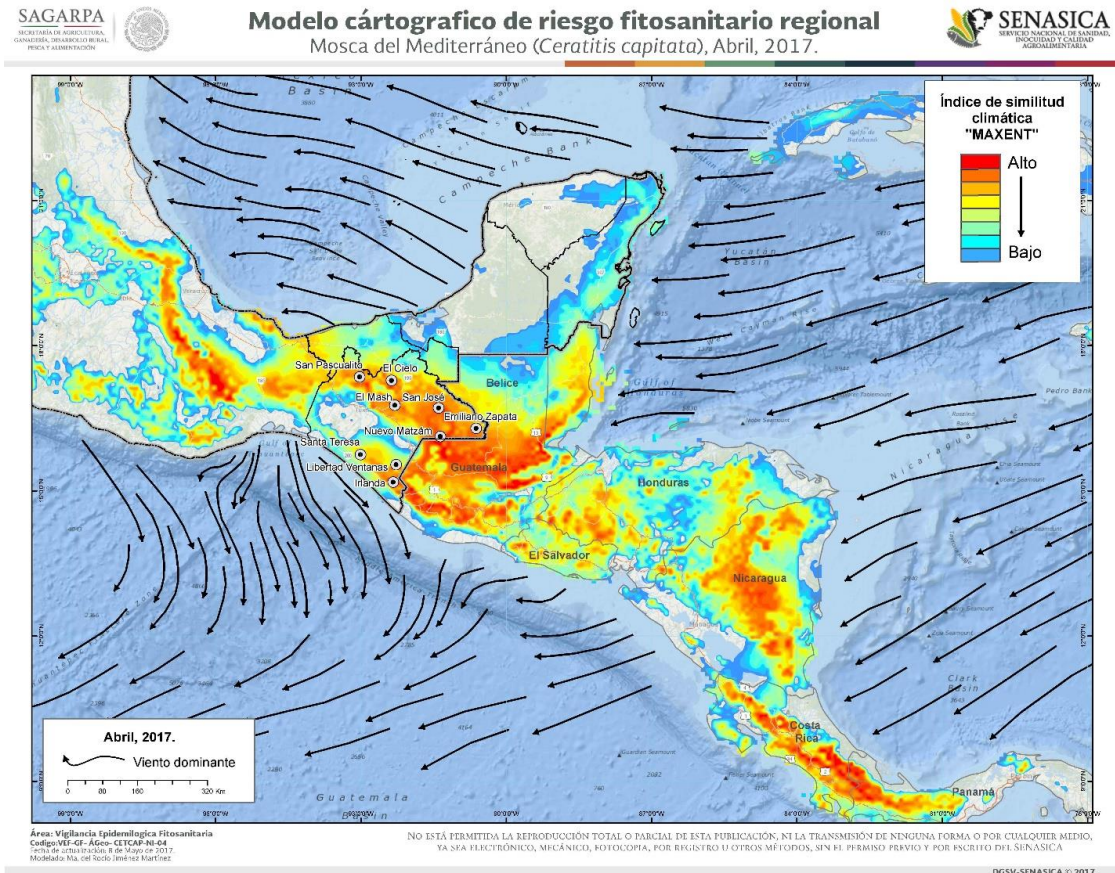 SAGARPA
SECRETARÍA DE AGRICULTURA,
GANADERÍA, DESARROLLO RURAL,
PESCA Y ALIMENTACIÓN
Modelo cártografico de riesgo fitosanitario regional
Mosca del Mediterráneo (Ceratitis capitata), Abril, 2017.
SENASICA
SERVICIO NACIONAL DE SANIDAD,
INOCUIDAD Y CALIDAD
AGROALIMENTARIA
Índice de similitud
climática
"MAXENT"
Alto
Bajo
Campeche Bank
Yucatán
Basin
Pedro Bank
San Pascualito
El Cielo
Belice
El Mash
San José
Emiliano Zapata
Nuevo Matzám
Santa Teresa
Libertad Ventanas
Guatemala
Irlanda
Honduras
El Salvador
Nicaragua
Clark
Basin
Costa
Rica
Panamá
Guatemala
Basin
Abril, 2017.
Viento dominante
0 80 160 320 Km
Área: Vigilancia Epidemilogica Fitosanitaria
Codigo:VEF-GF- ÁGeo- CETCAP-NI-04
Fecha de actualización: 8 de Mayo de 2017.
Modelado: Ma. del Rocío Jiménez Martínez
NO ESTÁ PERMITIDA LA REPRODUCCIÓN TOTAL O PARCIAL DE ESTA PUBLICACIÓN, NI LA TRANSMISIÓN DE NINGUNA FORMA O POR CUALQUIER MEDIO,
YA SEA ELECTRÓNICO, MECÁNICO, FOTOCOPIA, POR REGISTRO U OTROS MÉTODOS, SIN EL PERMISO PREVIO Y POR ESCRITO DEL SENASICA
DGSV-SENASICA © 2017